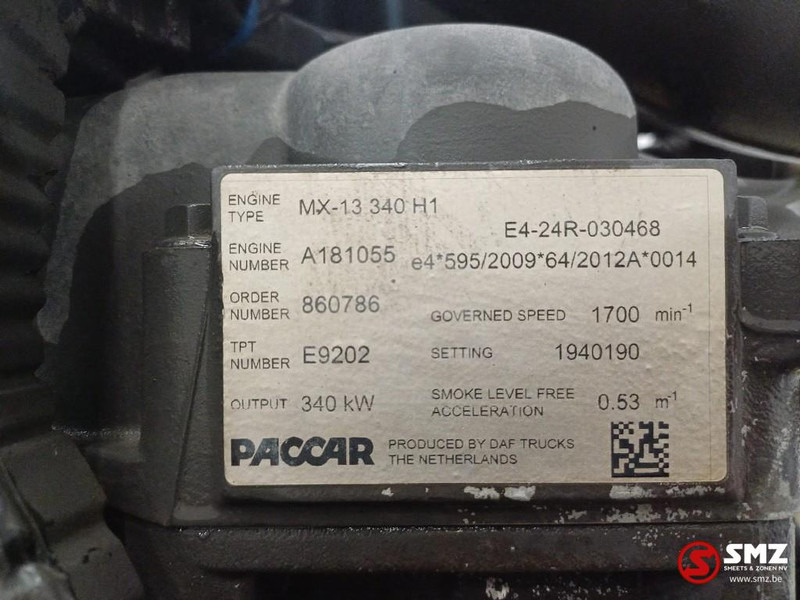 ENGINE TYPE MX-13 340 H1
E4-24R-030468
ENGINE NUMBER A181055 e4*595/2009*64/2012A*0014
ORDER NUMBER 860786
GOVERNED SPEED 1700 min-1
TPT NUMBER E9202
SETTING 1940190
OUTPUT 340 kW
SMOKE LEVEL FREE ACCELERATION 0.53 m-1
PACCAR
PRODUCED BY DAF TRUCKS
THE NETHERLANDS
SMZ
SMEETS & ZONEN NV
www.smz.be